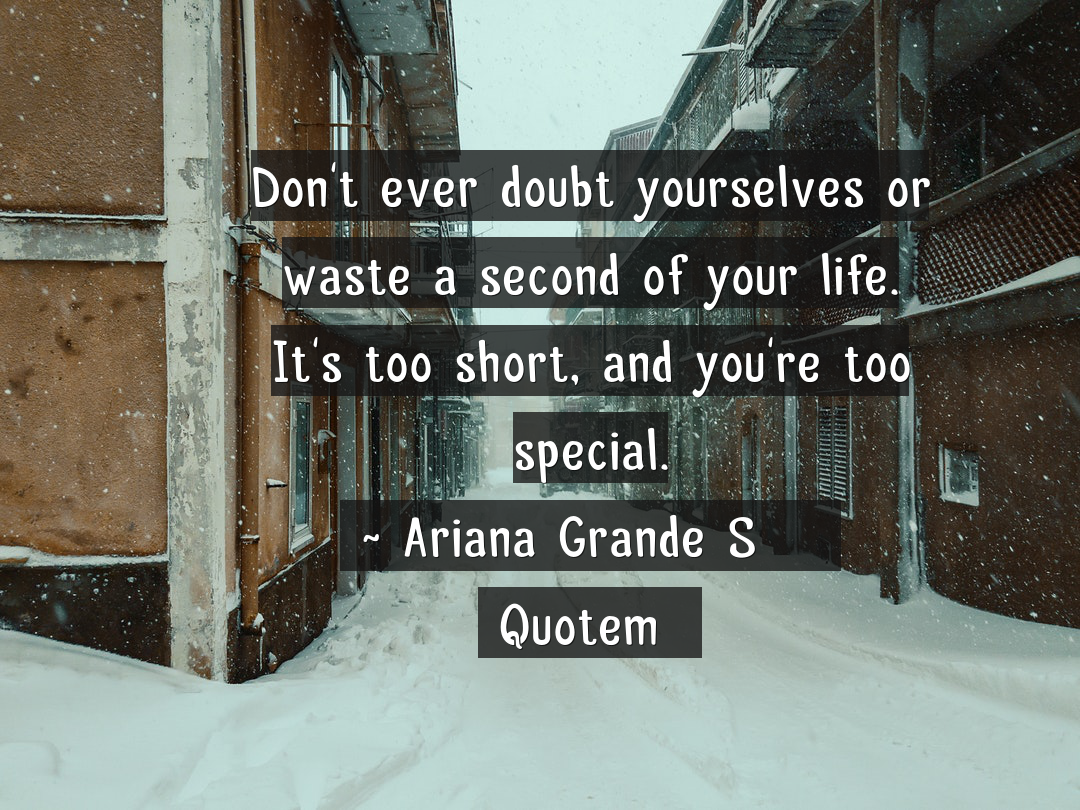 Don't ever doubt yourselves or
waste a second of your life.
It's too short, and you're too
special.
~ Ariana Grande S
Quotem